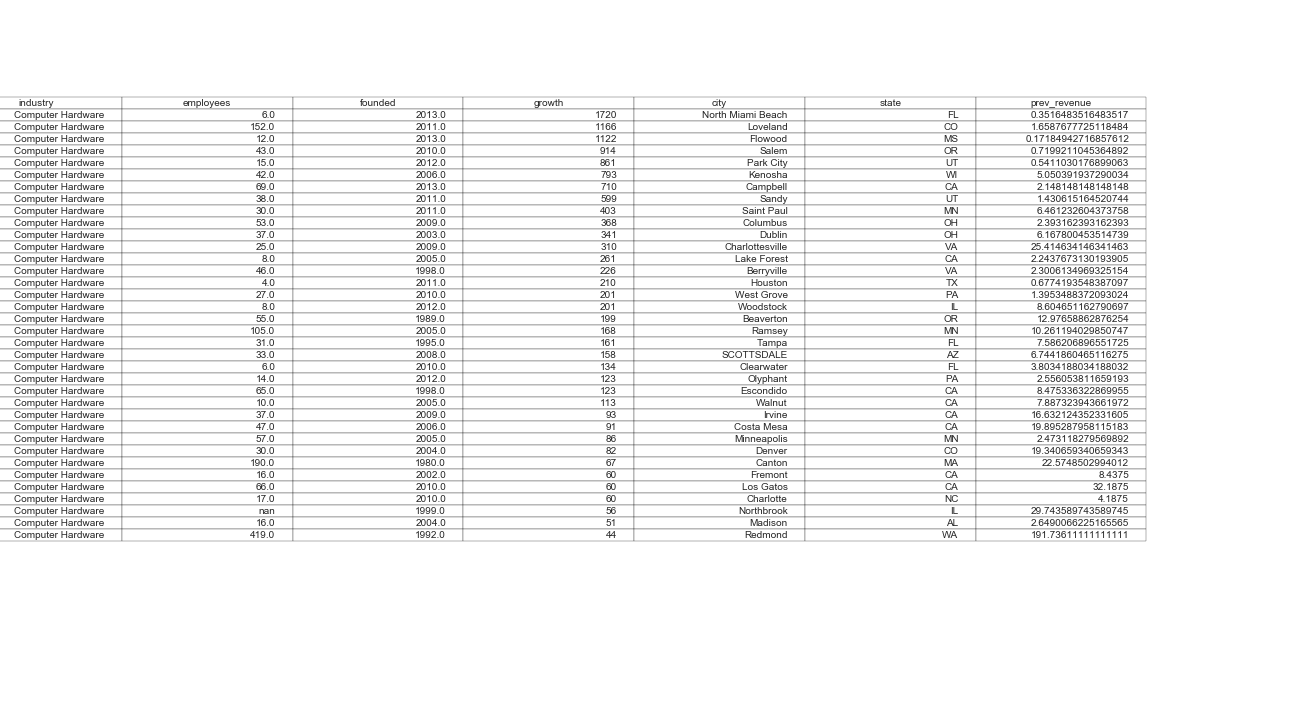 industry employees founded growth city state prev_revenue
Computer Hardware 6.0 2013.0 1720 North Miami Beach FL 0.3516483516483517
Computer Hardware 152.0 2011.0 1166 Loveland CO 1.6587677725118484
Computer Hardware 12.0 2013.0 1122 Flowood MS 0.17184942716857612
Computer Hardware 43.0 2010.0 914 Salem OR 0.7199211045364892
Computer Hardware 15.0 2012.0 861 Park City UT 0.5411030176899063
Computer Hardware 42.0 2006.0 793 Kenosha WI 5.050391937290034
Computer Hardware 69.0 2013.0 710 Campbell CA 2.148148148148148
Computer Hardware 38.0 2011.0 599 Sandy UT 1.430615164520744
Computer Hardware 30.0 2011.0 403 Saint Paul MN 6.461232604373758
Computer Hardware 53.0 2009.0 368 Columbus OH 2.393162393162393
Computer Hardware 37.0 2003.0 341 Dublin OH 6.167800453514739
Computer Hardware 25.0 2009.0 310 Charlottesville VA 25.414634146341463
Computer Hardware 8.0 2005.0 261 Lake Forest CA 2.2437673130193905
Computer Hardware 46.0 1998.0 226 Berryville VA 2.3006134969325154
Computer Hardware 4.0 2011.0 210 Houston TX 0.6774193548387097
Computer Hardware 27.0 2010.0 201 West Grove PA 1.3953488372093024
Computer Hardware 8.0 2012.0 201 Woodstock IL 8.604651162790697
Computer Hardware 55.0 1989.0 199 Beaverton OR 12.97658862876254
Computer Hardware 105.0 2005.0 168 Ramsey MN 10.261194029850747
Computer Hardware 31.0 1995.0 161 Tampa FL 7.586206896551725
Computer Hardware 33.0 2008.0 158 SCOTTSDALE AZ 6.7441860465116275
Computer Hardware 6.0 2010.0 134 Clearwater FL 3.8034188034188032
Computer Hardware 14.0 2012.0 123 Olyphant PA 2.556053811659193
Computer Hardware 65.0 1998.0 123 Escondido CA 8.475336322869955
Computer Hardware 10.0 2005.0 113 Walnut CA 7.887323943661972
Computer Hardware 37.0 2009.0 93 Irvine CA 16.632124352331605
Computer Hardware 47.0 2006.0 91 Costa Mesa CA 19.895287958115183
Computer Hardware 57.0 2005.0 86 Minneapolis MN 2.473118279569892
Computer Hardware 30.0 2004.0 82 Denver CO 19.340659340659343
Computer Hardware 190.0 1980.0 67 Canton MA 22.5748502994012
Computer Hardware 16.0 2002.0 60 Fremont CA 8.4375
Computer Hardware 66.0 2010.0 60 Los Gatos CA 32.1875
Computer Hardware 17.0 2010.0 60 Charlotte NC 4.1875
Computer Hardware nan 1999.0 56 Northbrook IL 29.743589743589745
Computer Hardware 16.0 2004.0 51 Madison AL 2.6490066225165565
Computer Hardware 419.0 1992.0 44 Redmond WA 191.73611111111111